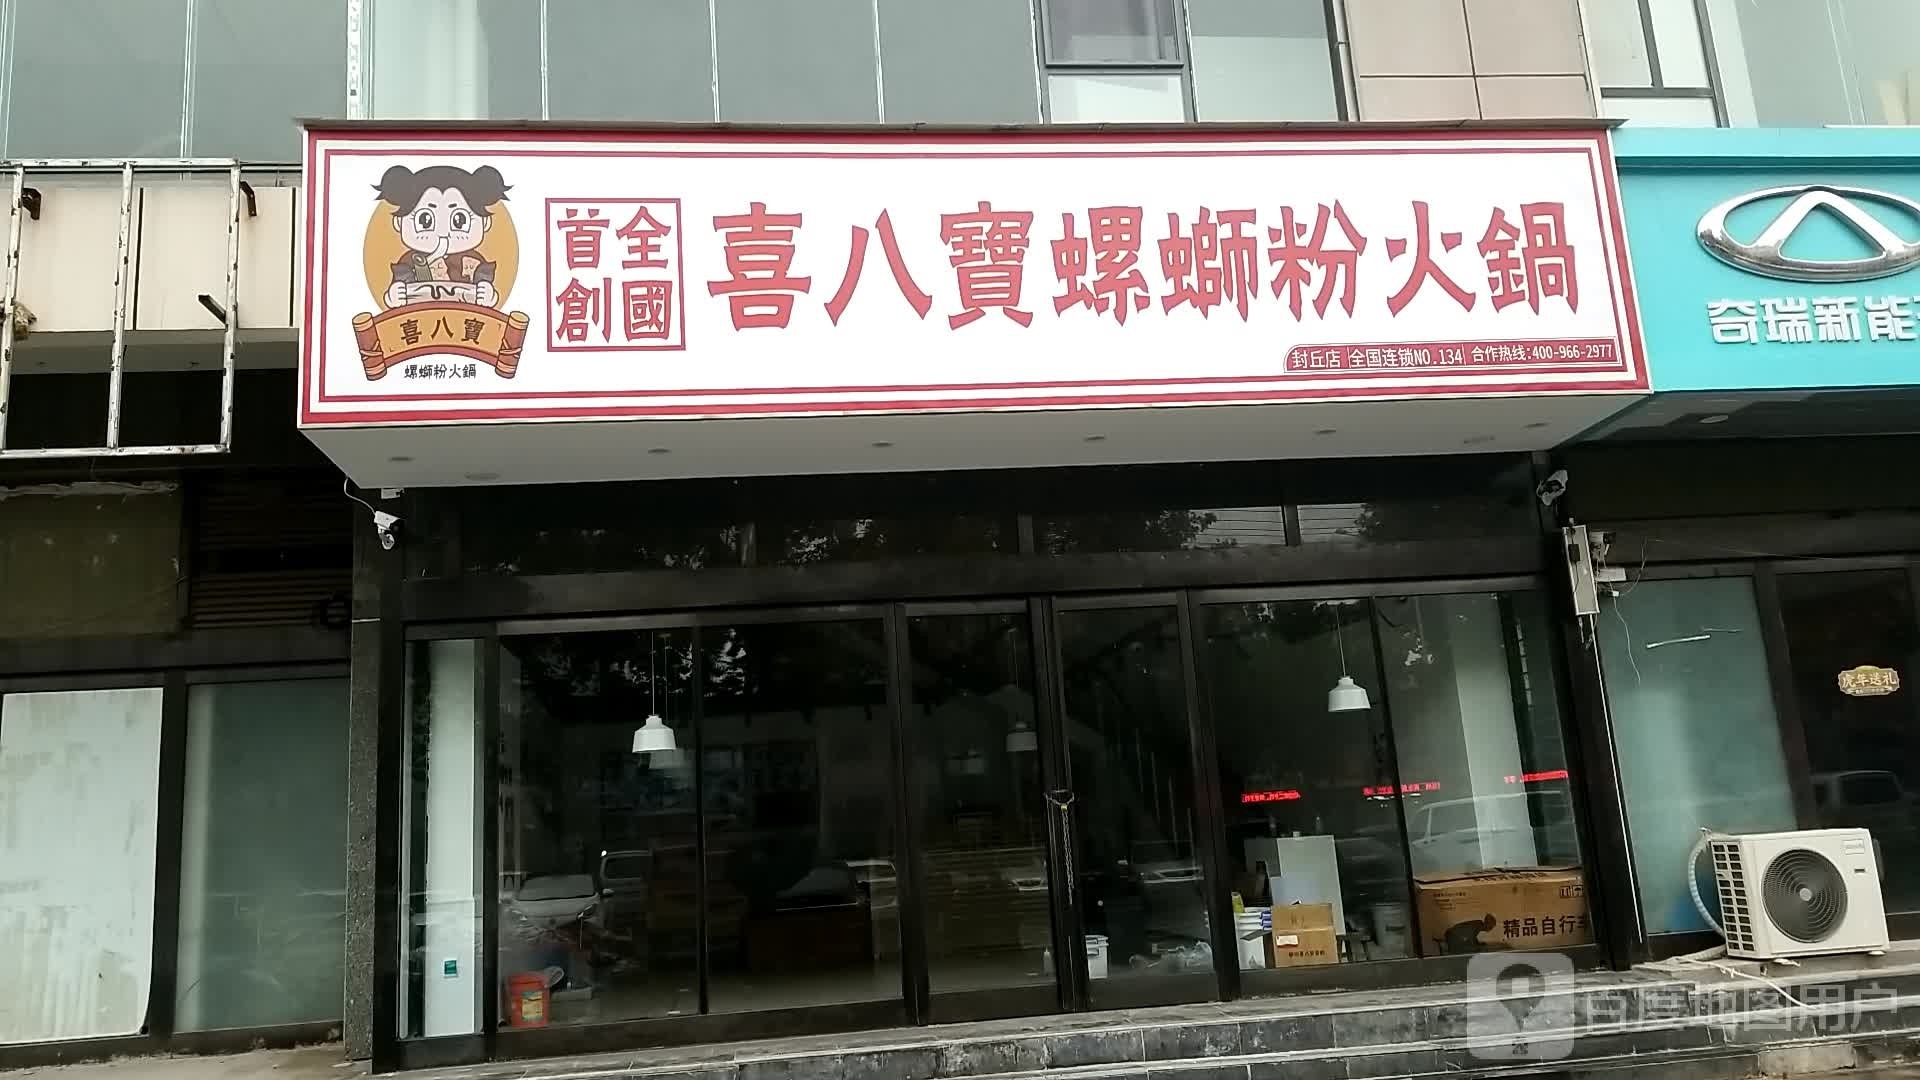 全國首創
喜八寶螺螄粉火鍋
喜八寶
螺螄粉火鍋
封丘店 全国连锁NO.134 合作热线:400-966-2977
奇瑞新能
虎年送礼
精品自行车
百度地图用户